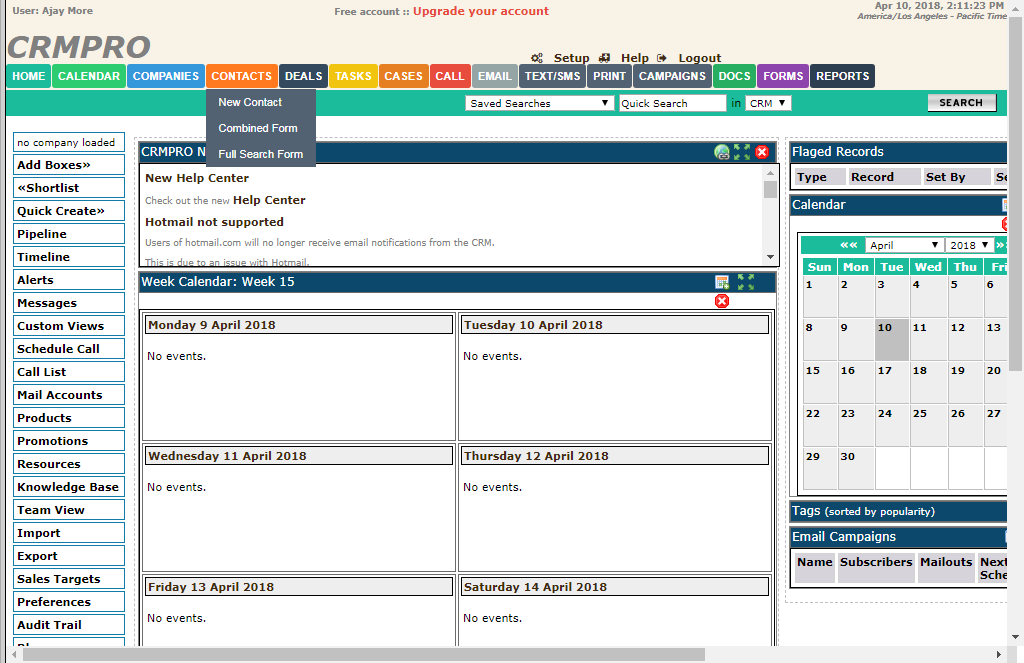 User: Ajay More
Free account :: Upgrade your account
Apr 10, 2018, 2:11:23 PM
America/Los Angeles - Pacific Time
CRMPRO
Setup Help Logout
HOME CALENDAR COMPANIES CONTACTS DEALS TASKS CASES CALL EMAIL TEXT/SMS PRINT CAMPAIGNS DOCS FORMS REPORTS
New Contact
Combined Form
Full Search Form
Saved Searches Quick Search in CRM SEARCH
no company loaded
Add Boxes»
«Shortlist
Quick Create»
Pipeline
Timeline
Alerts
Messages
Custom Views
Schedule Call
Call List
Mail Accounts
Products
Promotions
Resources
Knowledge Base
Team View
Import
Export
Sales Targets
Preferences
Audit Trail
CRMPRO N
New Help Center
Check out the new Help Center
Hotmail not supported
Users of hotmail.com will no longer receive email notifications from the CRM.
This is due to an issue with Hotmail.
Week Calendar: Week 15
Monday 9 April 2018
No events.
Tuesday 10 April 2018
No events.
Wednesday 11 April 2018
No events.
Thursday 12 April 2018
No events.
Friday 13 April 2018
No events.
Saturday 14 April 2018
No events.
Flaged Records
Type Record Set By Se
Calendar
«« April 2018 »
Sun Mon Tue Wed Thu Fri
1 2 3 4 5 6
8 9 10 11 12 13
15 16 17 18 19 20
22 23 24 25 26 27
29 30
Tags (sorted by popularity)
Email Campaigns
Name Subscribers Mailouts Next
Sche